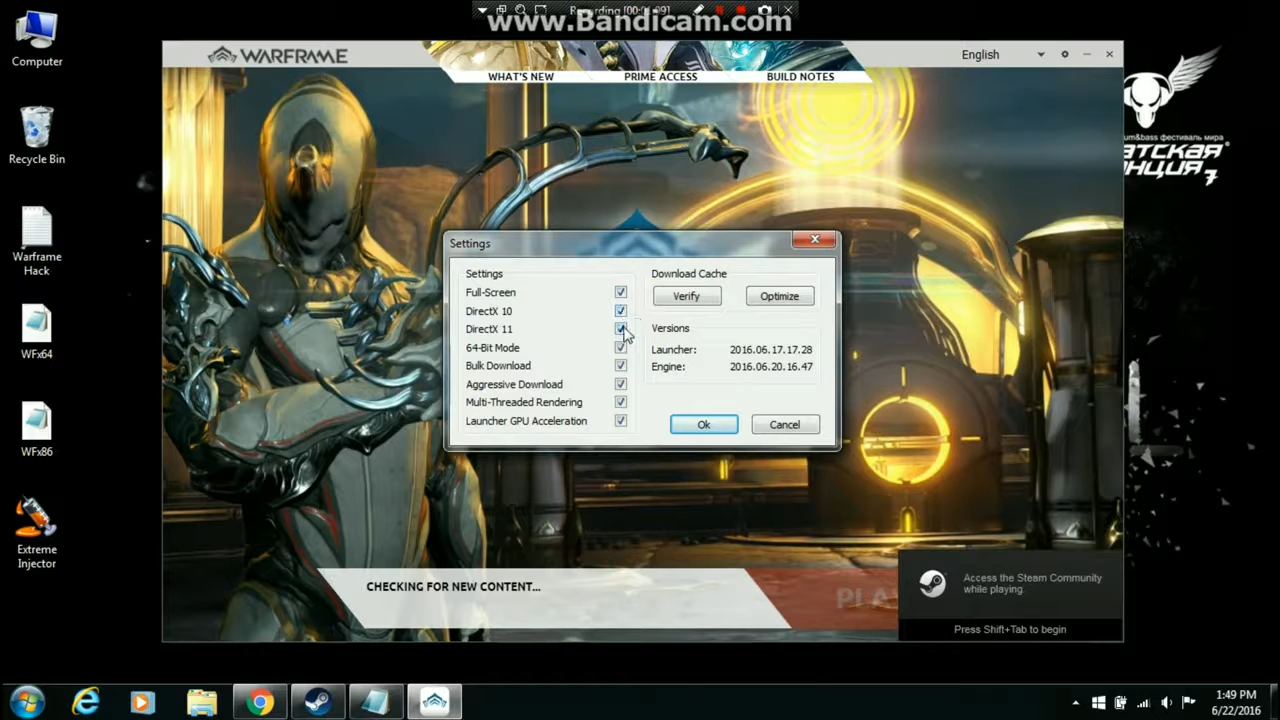 www.Bandicam.com
Computer
Recycle Bin
Warframe
Hack
WFx64
WFx86
Extreme
Injector
WARFRAME
English
WHAT'S NEW
PRIME ACCESS
BUILD NOTES
Settings
Settings
Full-Screen
DirectX 10
DirectX 11
64-Bit Mode
Bulk Download
Aggressive Download
Multi-Threaded Rendering
Launcher GPU Acceleration
Download Cache
Verify
Optimize
Versions
Launcher: 2016.06.17.17.28
Engine: 2016.06.20.16.47
Ok
Cancel
CHECKING FOR NEW CONTENT...
Access the Steam Community
while playing.
Press Shift+Tab to begin
фестиваль мира
1:49 PM
6/22/2016